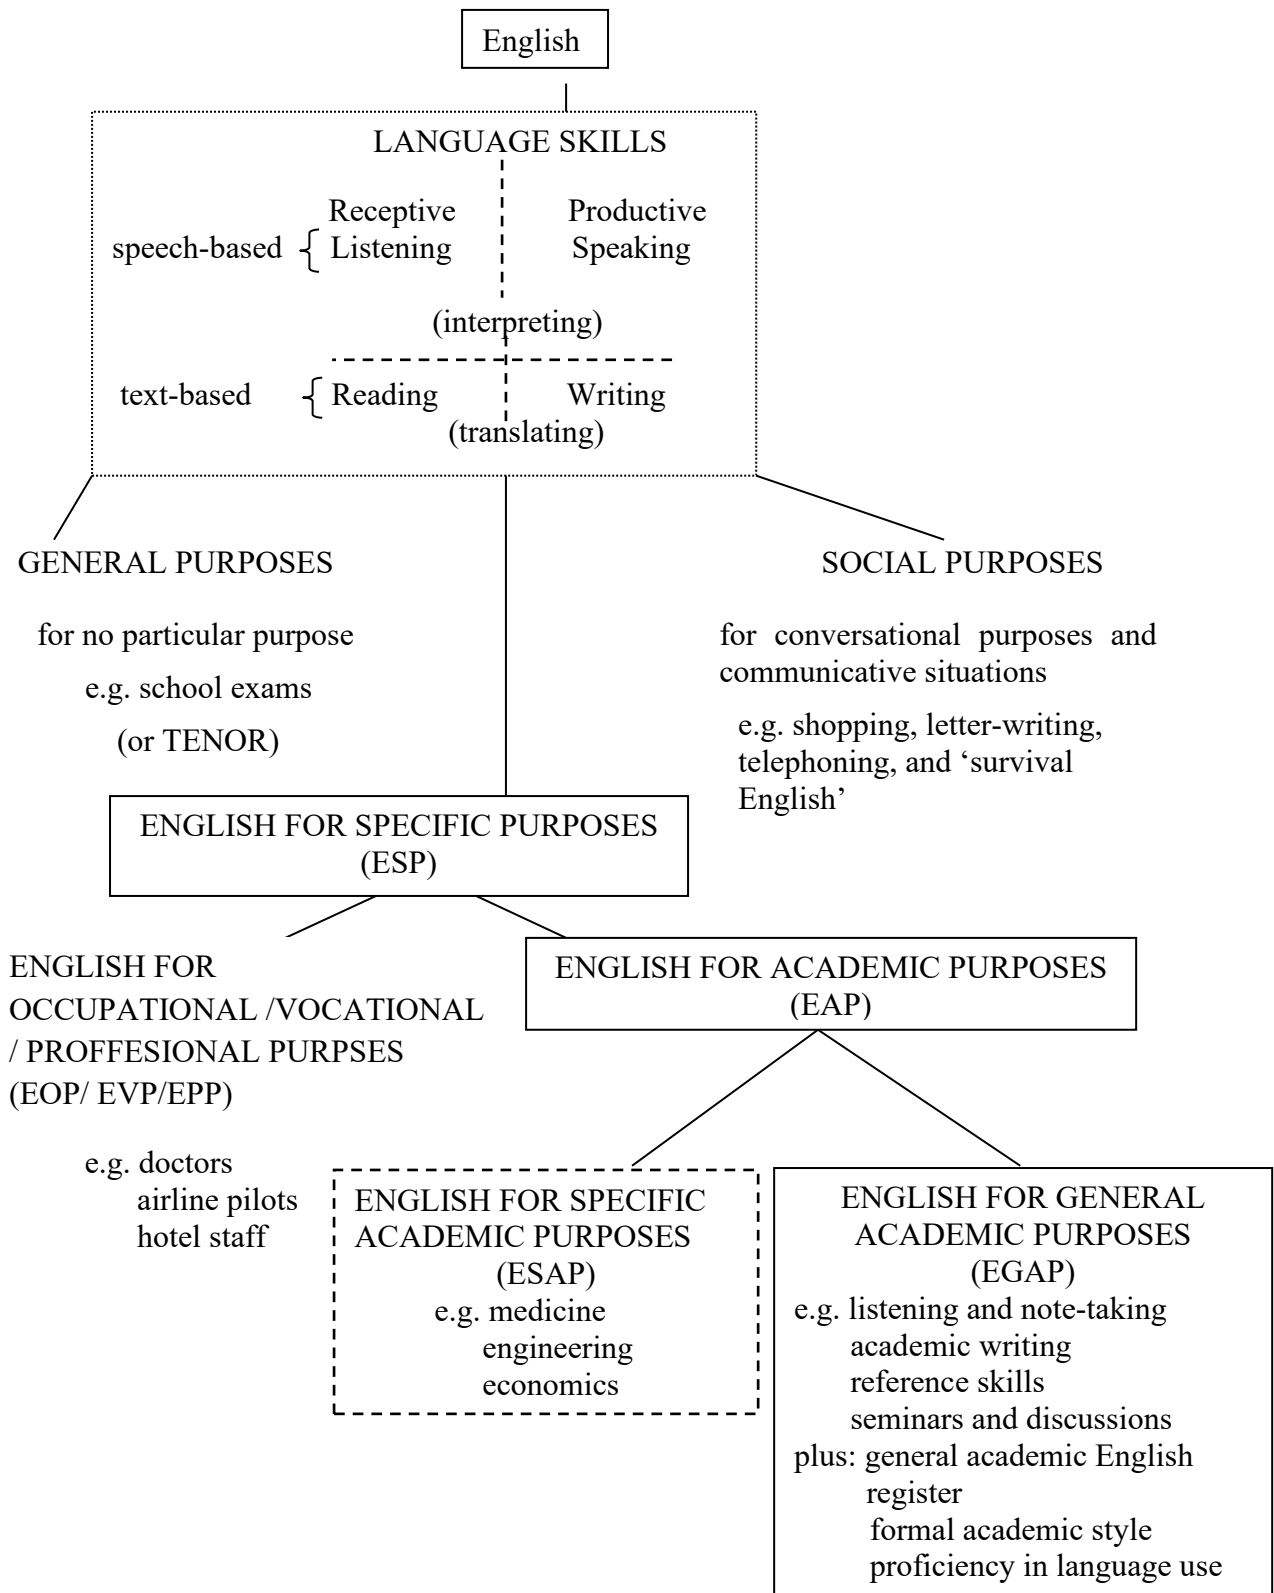 English
LANGUAGE SKILLS
Receptive Productive
speech-based { Listening Speaking
(interpreting)
text-based { Reading Writing
(translating)
GENERAL PURPOSES
for no particular purpose
e.g. school exams
(or TENOR)
SOCIAL PURPOSES
for conversational purposes and
communicative situations
e.g. shopping, letter-writing,
telephoning, and ‘survival
English’
ENGLISH FOR SPECIFIC PURPOSES
(ESP)
ENGLISH FOR
OCCUPATIONAL /VOCATIONAL
/ PROFFESIONAL PURPSES
(EOP/ EVP/EPP)
e.g. doctors
airline pilots
hotel staff
ENGLISH FOR ACADEMIC PURPOSES
(EAP)
ENGLISH FOR SPECIFIC
ACADEMIC PURPOSES
(ESAP)
e.g. medicine
engineering
economics
ENGLISH FOR GENERAL
ACADEMIC PURPOSES
(EGAP)
e.g. listening and note-taking
academic writing
reference skills
seminars and discussions
plus: general academic English
register
formal academic style
proficiency in language use